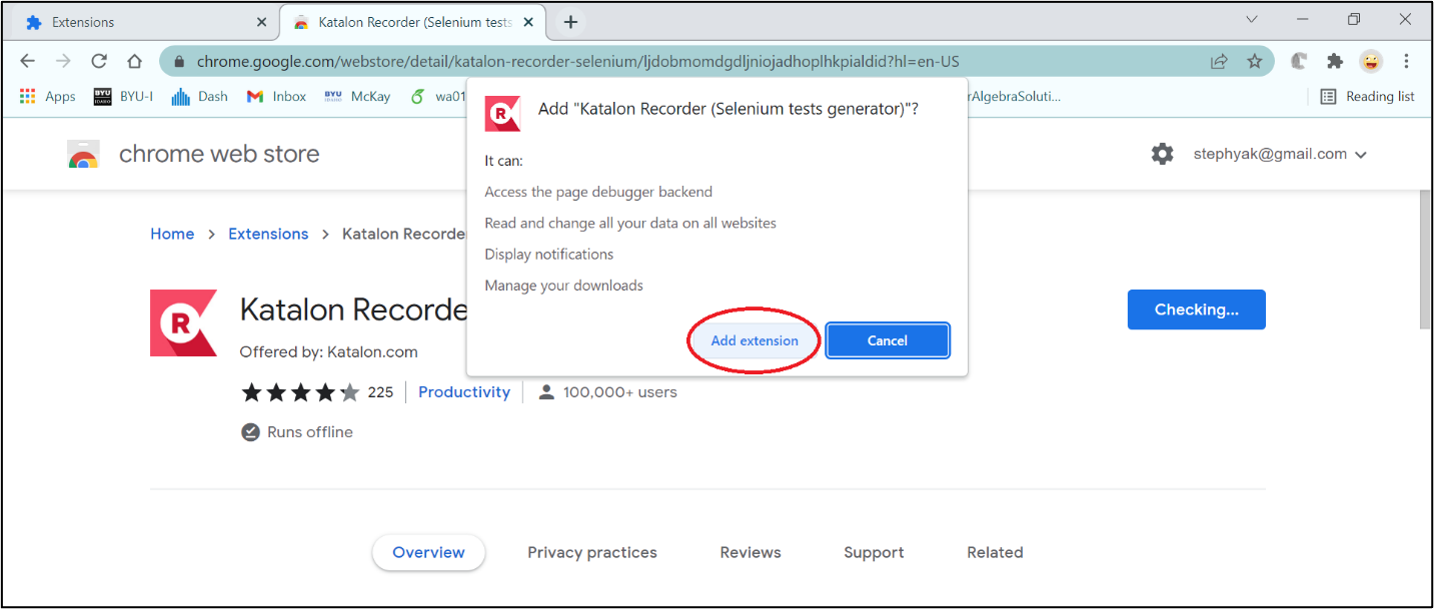 Extensions
Katalon Recorder (Selenium tests
chrome.google.com/webstore/detail/katalon-recorder-selenium/ljdobmomdgdljniojadhoplhkpialdid?hl=en-US
Apps BYU-I Dash Inbox McKay wa01 rAlgebraSoluti... Reading list
Add "Katalon Recorder (Selenium tests generator)"?
It can:
Access the page debugger backend
Read and change all your data on all websites
Display notifications
Manage your downloads
Add extension Cancel
chrome web store stephyak@gmail.com
Home > Extensions > Katalon Recorde
R
Katalon Recorde Checking...
Offered by: Katalon.com
225 Productivity 100,000+ users
Runs offline
Overview Privacy practices Reviews Support Related